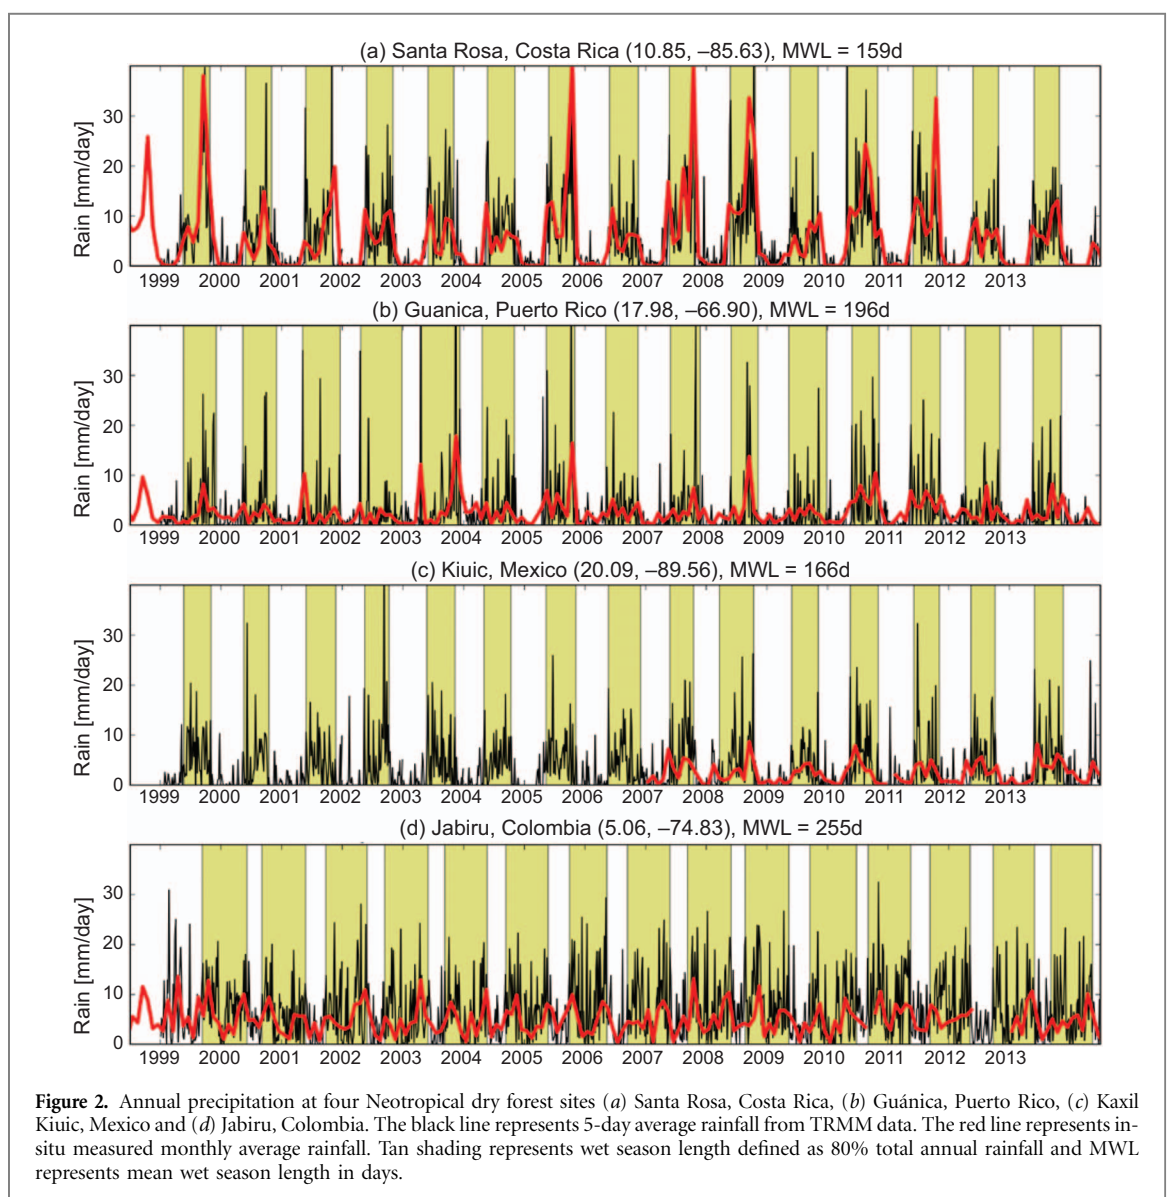 (a) Santa Rosa, Costa Rica (10.85, –85.63), MWL = 159d
Rain [mm/day]
30
20
10
0
1999 2000 2001 2002 2003 2004 2005 2006 2007 2008 2009 2010 2011 2012 2013
(b) Guanica, Puerto Rico (17.98, –66.90), MWL = 196d
Rain [mm/day]
30
20
10
0
1999 2000 2001 2002 2003 2004 2005 2006 2007 2008 2009 2010 2011 2012 2013
(c) Kiuic, Mexico (20.09, –89.56), MWL = 166d
Rain [mm/day]
30
20
10
0
1999 2000 2001 2002 2003 2004 2005 2006 2007 2008 2009 2010 2011 2012 2013
(d) Jabiru, Colombia (5.06, –74.83), MWL = 255d
Rain [mm/day]
30
20
10
0
1999 2000 2001 2002 2003 2004 2005 2006 2007 2008 2009 2010 2011 2012 2013
Figure 2. Annual precipitation at four Neotropical dry forest sites (a) Santa Rosa, Costa Rica, (b) Guánica, Puerto Rico, (c) Kaxil
Kiuic, Mexico and (d) Jabiru, Colombia. The black line represents 5-day average rainfall from TRMM data. The red line represents in-
situ measured monthly average rainfall. Tan shading represents wet season length defined as 80% total annual rainfall and MWL
represents mean wet season length in days.